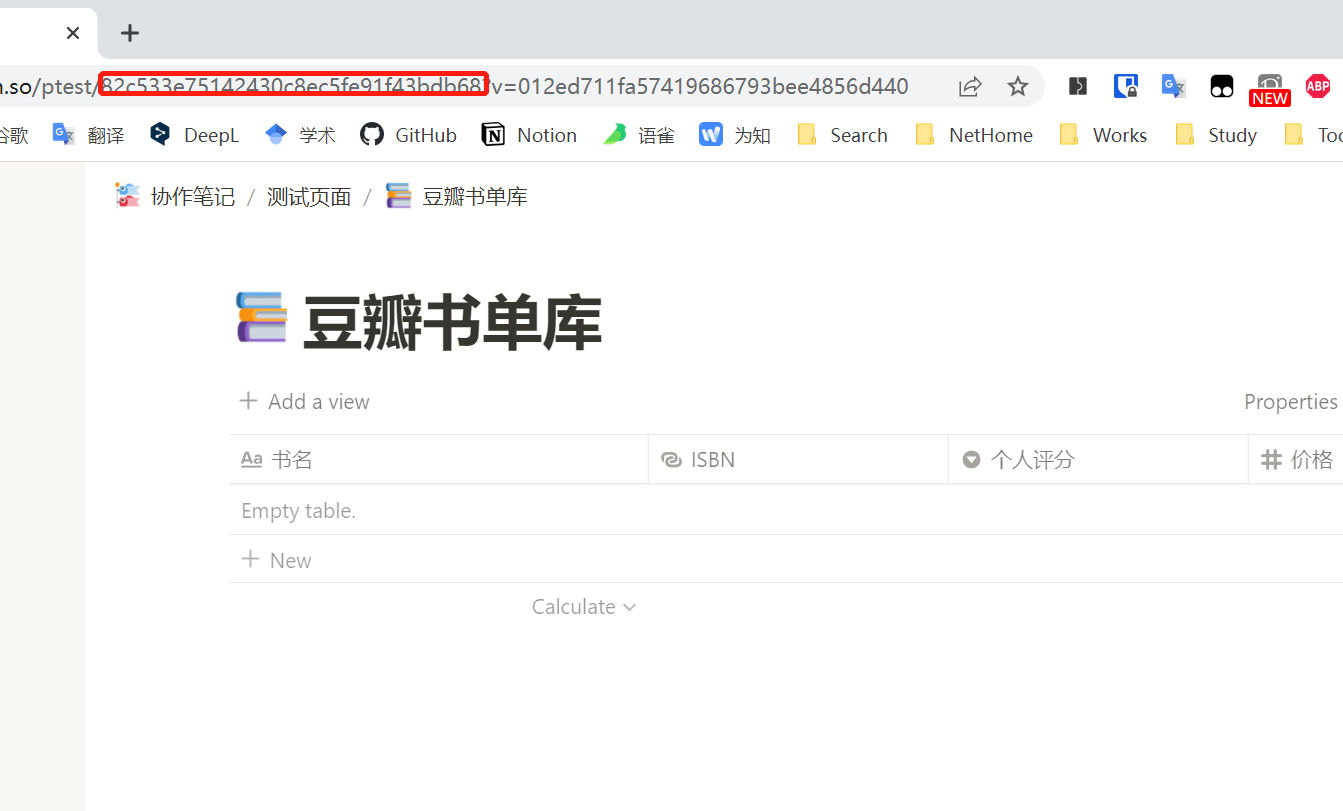 n.so/ptest/82c533e75142430c8ec5fe91f43bdb68?v=012ed711fa57419686793bee4856d440
NEW
ABP
谷歌 翻译 DeepL 学术 GitHub Notion 语雀 为知 Search NetHome Works Study Too
协作笔记 / 测试页面 / 豆瓣书单库
豆瓣书单库
Add a view Properties
Aa 书名 ISBN 个人评分 # 价格
Empty table.
New
Calculate